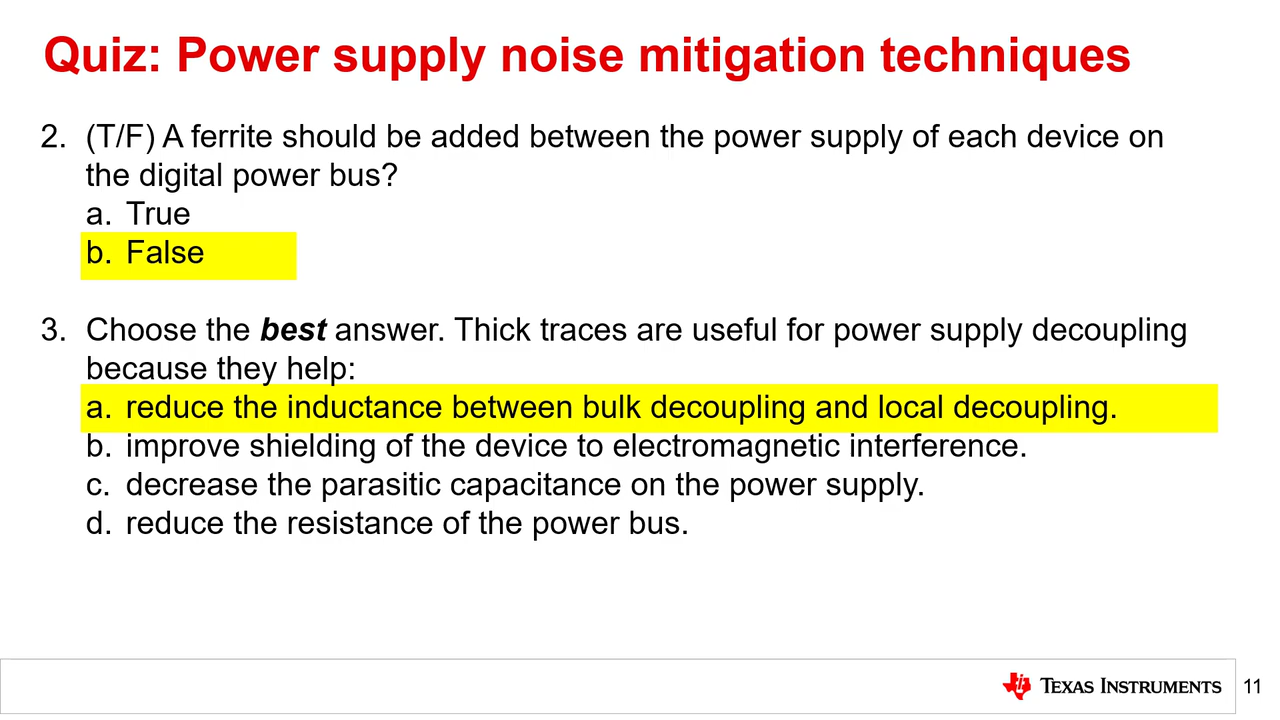 Quiz: Power supply noise mitigation techniques
2. (T/F) A ferrite should be added between the power supply of each device on
the digital power bus?
a. True
b. False
3. Choose the best answer. Thick traces are useful for power supply decoupling
because they help:
a. reduce the inductance between bulk decoupling and local decoupling.
b. improve shielding of the device to electromagnetic interference.
c. decrease the parasitic capacitance on the power supply.
d. reduce the resistance of the power bus.
TEXAS INSTRUMENTS
11